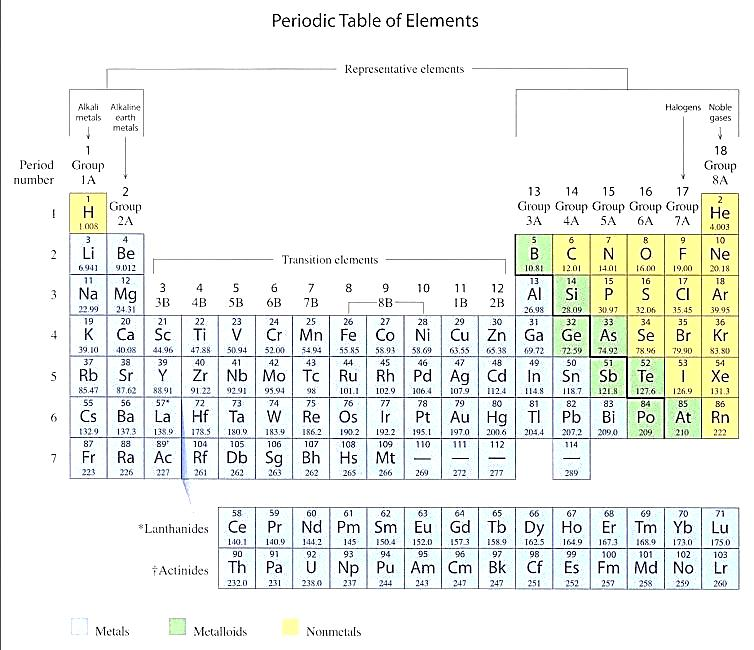 Periodic Table of Elements
Representative elements
Alkali metals
Alkaline earth metals
Halogens
Noble gases
Period number
1 Group 1A
2 Group 2A
13 Group 3A
14 Group 4A
15 Group 5A
16 Group 6A
17 Group 7A
18 Group 8A
Transition elements
3 4 5 6 7 8 9 10 11 12
3B 4B 5B 6B 7B 8B 1B 2B
1
1 2
H He
1.008 4.003
2
3 4 5 6 7 8 9 10
Li Be B C N O F Ne
6.941 9.012 10.81 12.01 14.01 16.00 19.00 20.18
3
11 12 13 14 15 16 17 18
Na Mg Al Si P S Cl Ar
22.99 24.31 26.98 28.09 30.97 32.06 35.45 39.95
4
19 20 21 22 23 24 25 26 27 28 29 30 31 32 33 34 35 36
K Ca Sc Ti V Cr Mn Fe Co Ni Cu Zn Ga Ge As Se Br Kr
39.10 40.08 44.96 47.88 50.94 52.00 54.94 55.85 58.93 58.69 63.55 65.38 69.72 72.59 74.92 78.96 79.90 83.80
5
37 38 39 40 41 42 43 44 45 46 47 48 49 50 51 52 53 54
Rb Sr Y Zr Nb Mo Tc Ru Rh Pd Ag Cd In Sn Sb Te I Xe
85.47 87.62 88.91 91.22 92.91 95.94 98 101.1 102.9 106.4 107.9 112.4 114.8 118.7 121.8 127.6 126.9 131.3
6
55 56 57* 72 73 74 75 76 77 78 79 80 81 82 83 84 85 86
Cs Ba La Hf Ta W Re Os Ir Pt Au Hg Tl Pb Bi Po At Rn
132.9 137.3 138.9 178.5 180.9 183.9 186.2 190.2 192.2 195.1 197.0 200.6 204.4 207.2 209.0 209 210 222
7
87 88 89† 104 105 106 107 108 109 110 111 112 114
Fr Ra Ac Rf Db Sg Bh Hs Mt — — —
223 226 227 261 262 263 262 265 266 269 272 277 289
*Lanthanides
58 59 60 61 62 63 64 65 66 67 68 69 70 71
Ce Pr Nd Pm Sm Eu Gd Tb Dy Ho Er Tm Yb Lu
140.1 140.9 144.2 145 150.4 152.0 157.3 158.9 162.5 164.9 167.3 168.9 173.0 175.0
†Actinides
90 91 92 93 94 95 96 97 98 99 100 101 102 103
Th Pa U Np Pu Am Cm Bk Cf Es Fm Md No Lr
232.0 231 238.0 237 244 243 247 247 251 252 257 258 259 260
Metals
Metalloids
Nonmetals